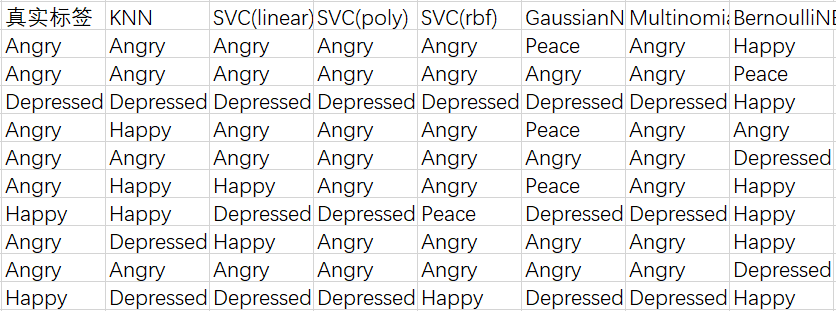 真实标签 KNN SVC(linear) SVC(poly) SVC(rbf) GaussianN Multinomia BernoulliNB
Angry Angry Angry Angry Angry Peace Angry Happy
Angry Angry Angry Angry Angry Angry Angry Peace
Depressed Depressed Depressed Depressed Depressed Depressed Depressed Happy
Angry Happy Angry Angry Angry Peace Angry Angry
Angry Angry Angry Angry Angry Angry Angry Depressed
Angry Happy Happy Angry Angry Peace Angry Happy
Happy Happy Depressed Depressed Peace Depressed Depressed Happy
Angry Depressed Happy Angry Angry Angry Angry Happy
Angry Angry Angry Angry Angry Angry Angry Depressed
Happy Depressed Depressed Depressed Happy Depressed Depressed Happy